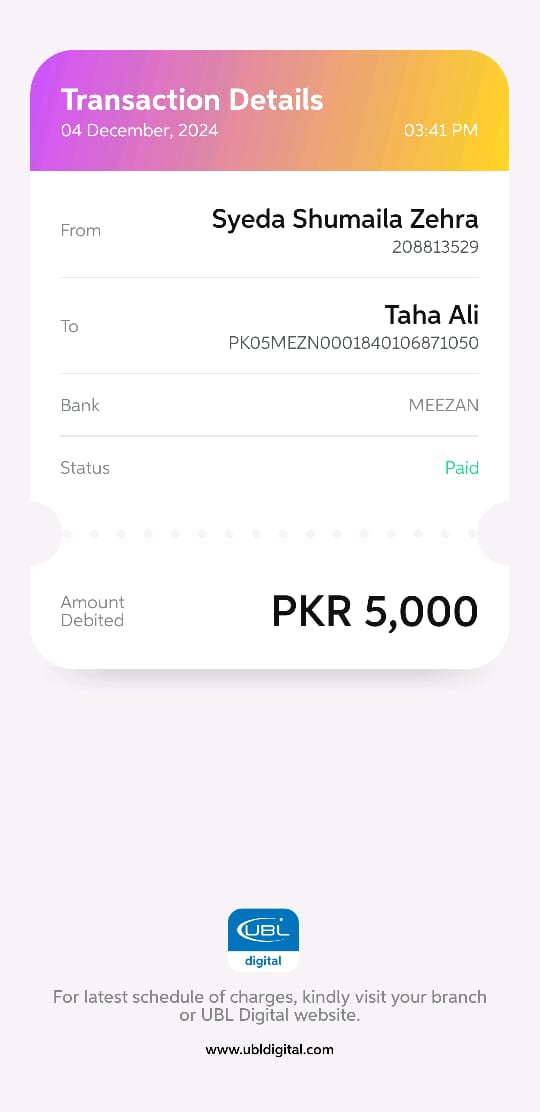 Transaction Details
04 December, 2024 03:41 PM
From
Syeda Shumaila Zehra
208813529
To
Taha Ali
PK05MEZN0001840106871050
Bank MEEZAN
Status Paid
Amount
Debited
PKR 5,000
UBL
digital
For latest schedule of charges, kindly visit your branch
or UBL Digital website.
www.ubldigital.com